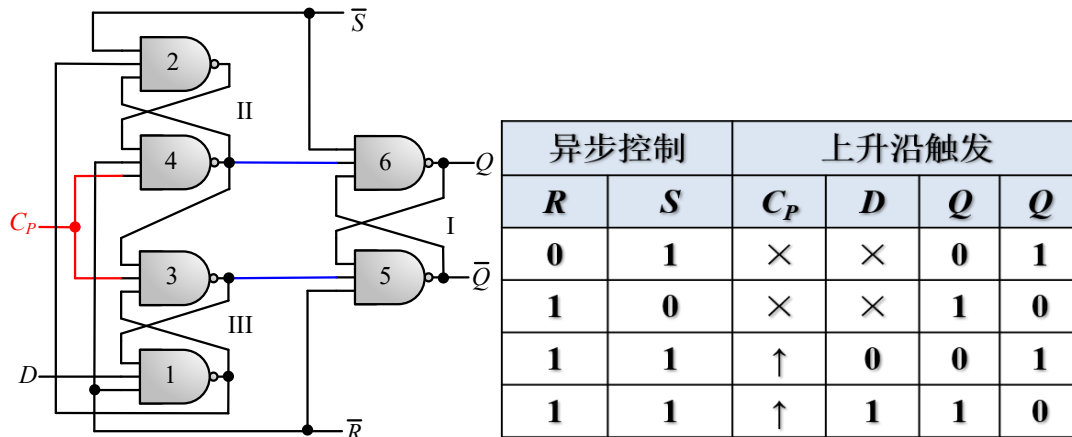 S̅
2
II
4
6
Q
C_P
I
3
5
Q̅
III
D
1
R̅
异步控制 上升沿触发
R S C_P D Q Q
0 1 × × 0 1
1 0 × × 1 0
1 1 ↑ 0 0 1
1 1 ↑ 1 1 0